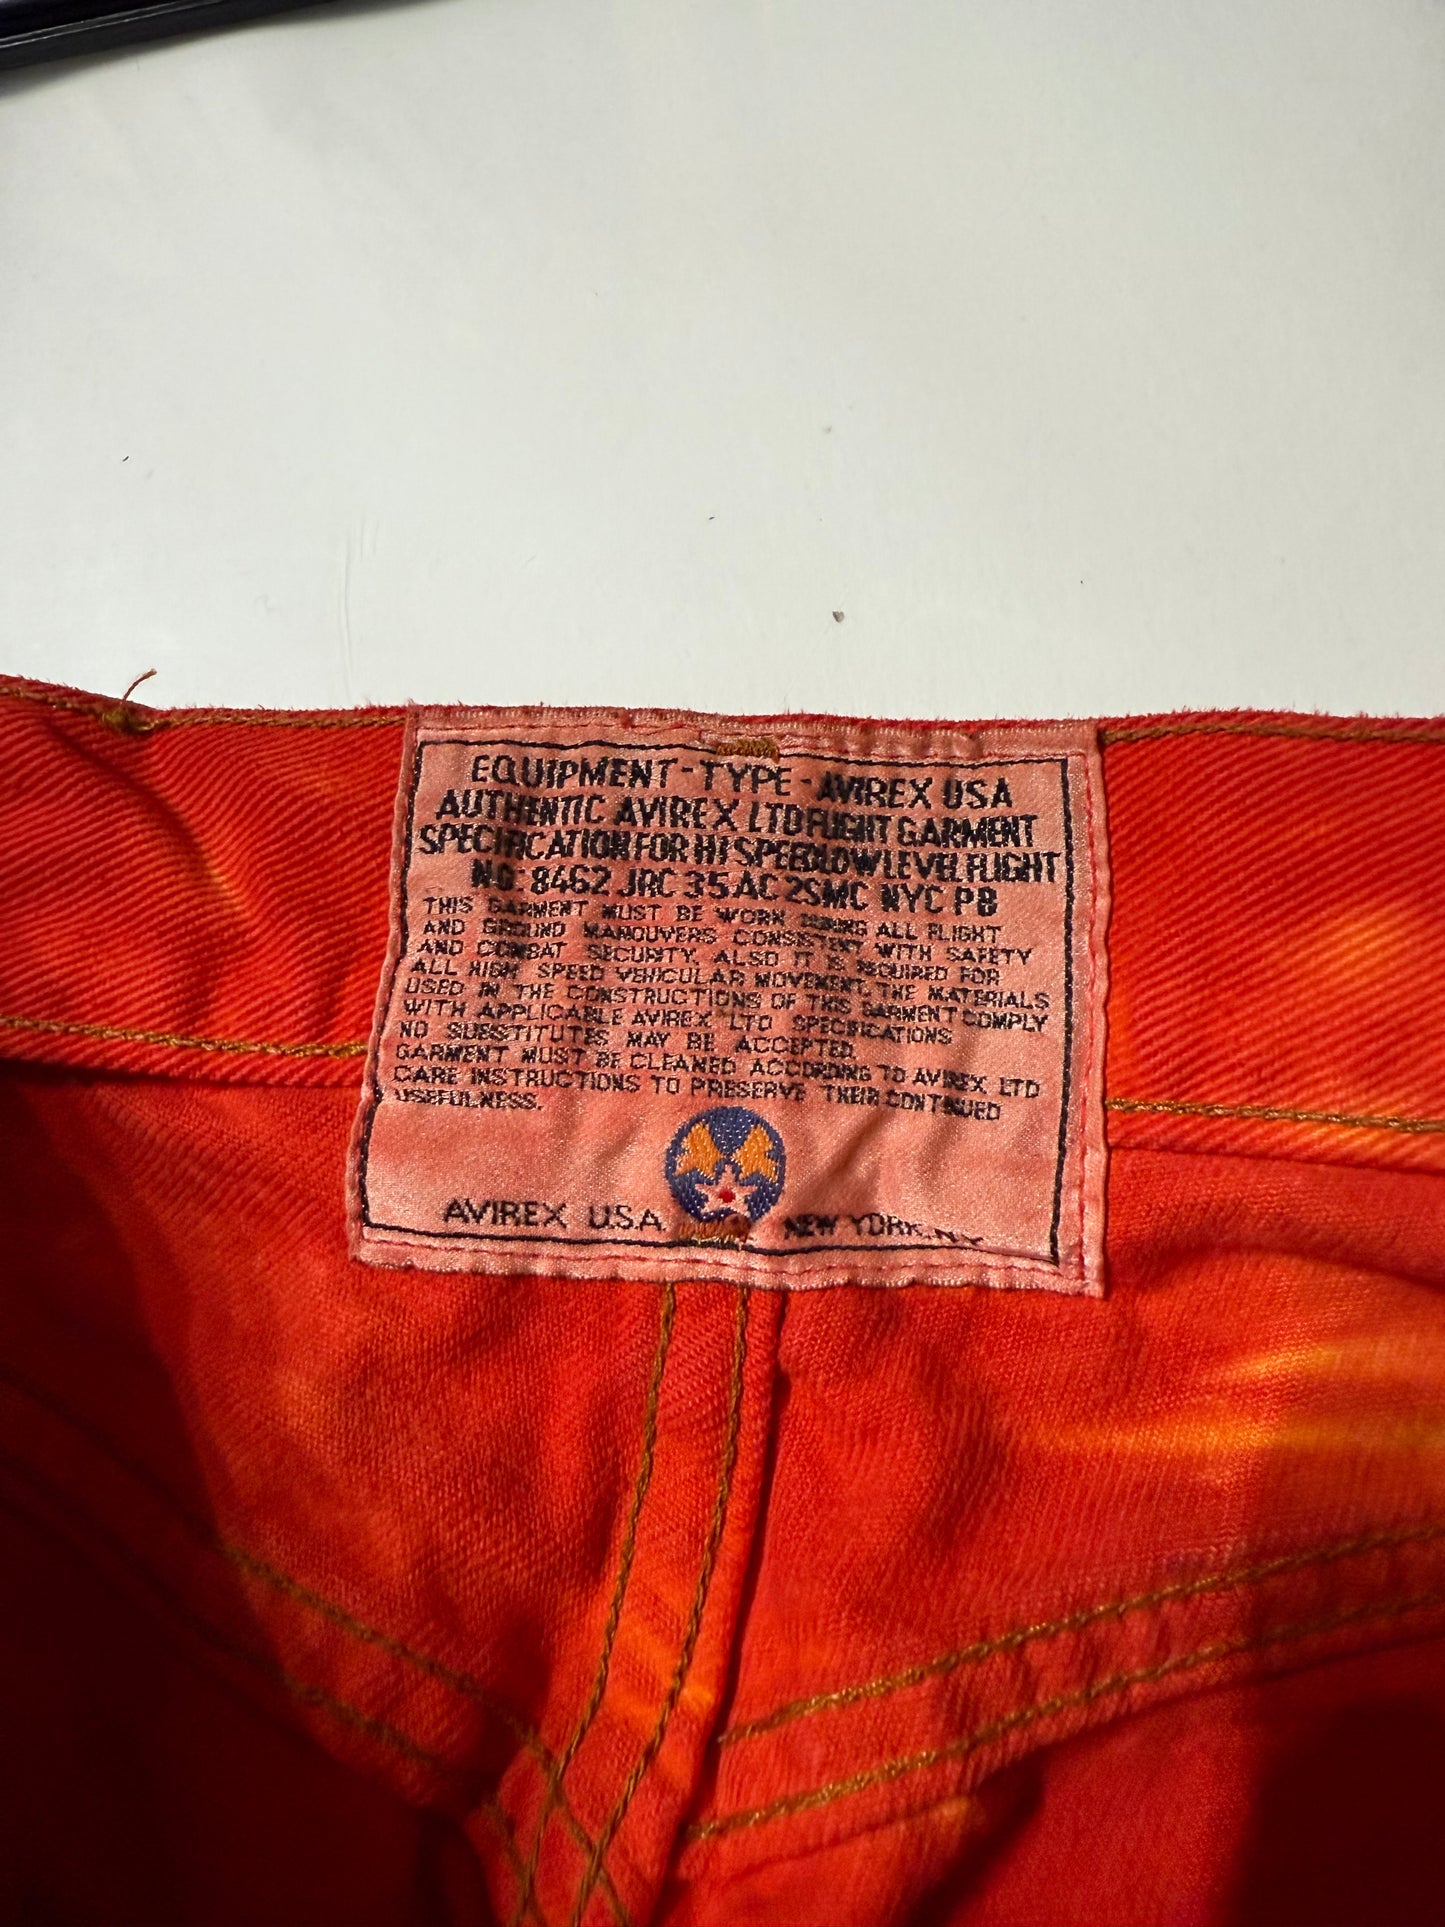 EQUIPMENT - TYPE - AVIREX USA
AUTHENTIC AVIREX LTD FLIGHT GARMENT
SPECIFICATION FOR HI SPEED LOW LEVEL FLIGHT
NO: 8462 JRC 35 AC 2SMC NYC P8
THIS GARMENT MUST BE WORN DURING ALL FLIGHT
AND GROUND MANOUVERS CONSISTENT WITH SAFETY
AND COMBAT SECURITY. ALSO IT IS REQUIRED FOR
ALL HIGH SPEED VEHICULAR MOVEMENT. THE MATERIALS
USED IN THE CONSTRUCTIONS OF THIS GARMENT COMPLY
WITH APPLICABLE AVIREX LTD SPECIFICATIONS
NO SUBSTITUTES MAY BE ACCEPTED.
GARMENT MUST BE CLEANED ACCORDING TO AVIREX LTD
CARE INSTRUCTIONS TO PRESERVE THEIR CONTINUED
USEFULNESS.
AVIREX U.S.A. NEW YORK. N.Y.